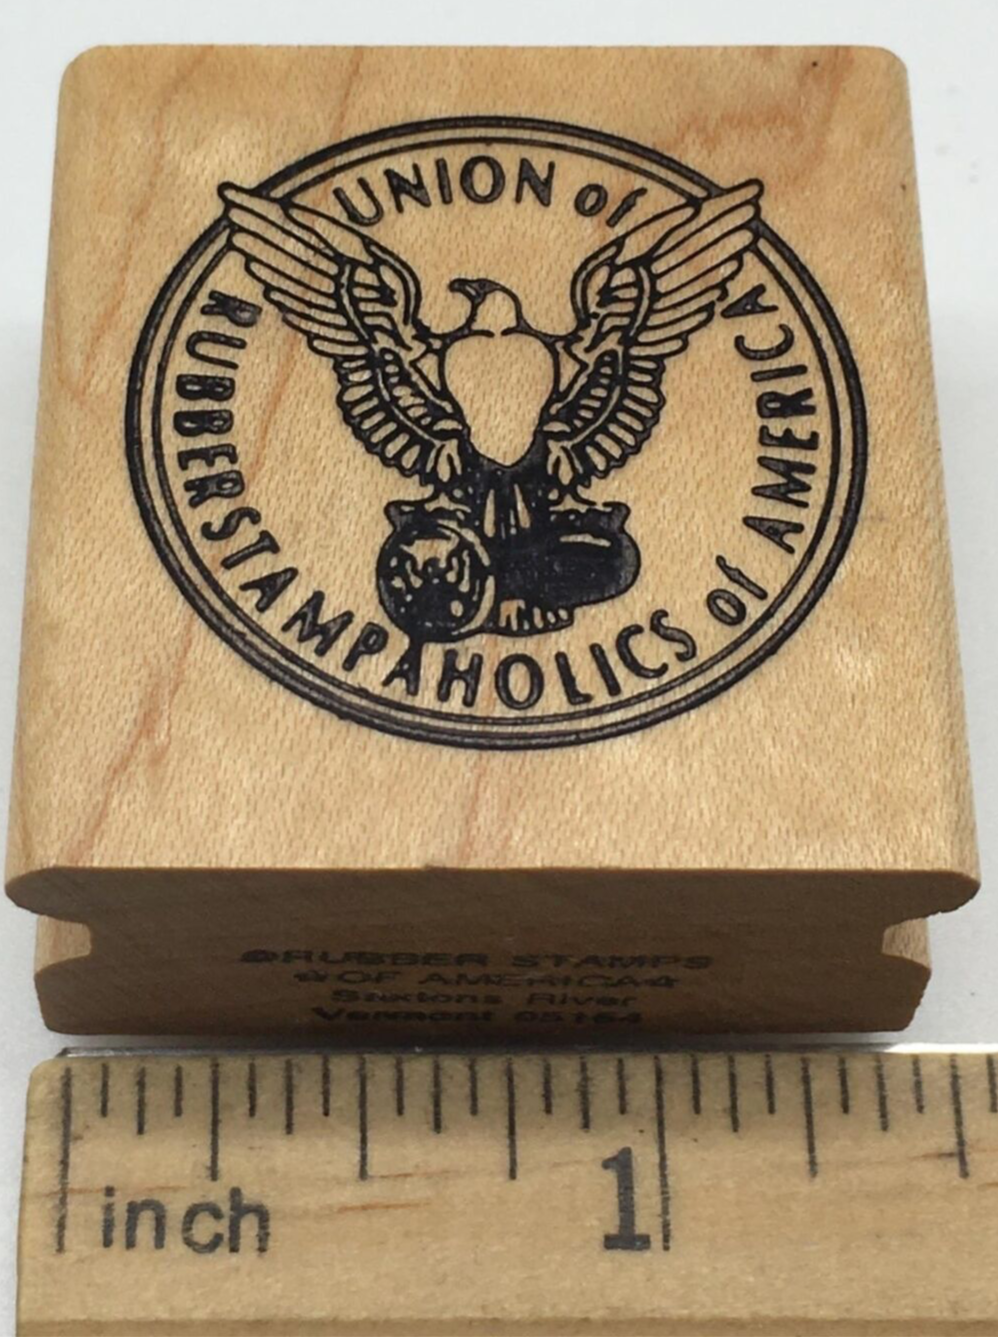 UNION of
RUBBERSTAMPAHOLICS of AMERICA
©RUBBER STAMPS
☆OF AMERICA☆
Saxtons River
Vermont 05154
inch
1